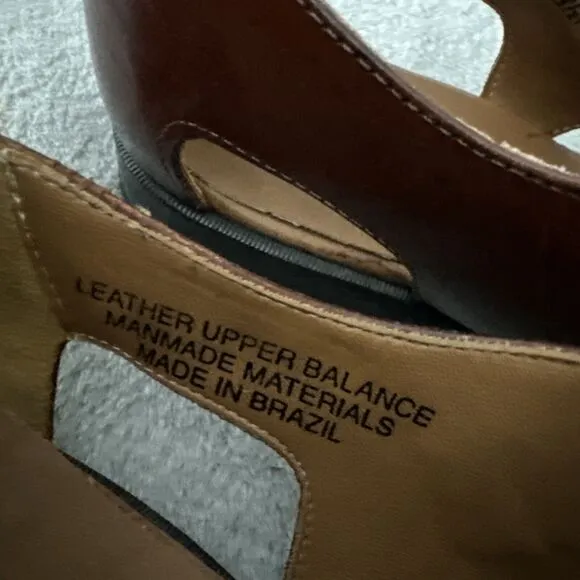 LEATHER UPPER BALANCE
MANMADE MATERIALS
MADE IN BRAZIL